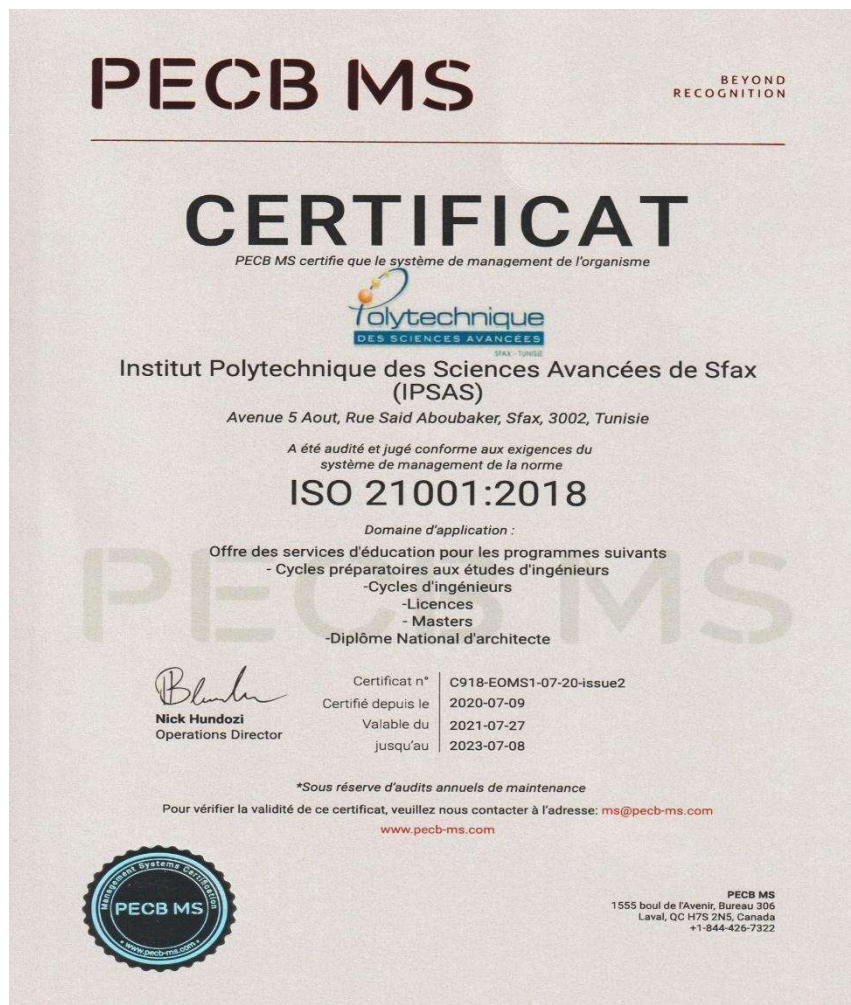 PECB MS
BEYOND
RECOGNITION
CERTIFICAT
PECB MS certifie que le système de management de l'organisme
Polytechnique
DES SCIENCES AVANCÉES
SFAX - TUNISIE
Institut Polytechnique des Sciences Avancées de Sfax
(IPSAS)
Avenue 5 Aout, Rue Said Aboubaker, Sfax, 3002, Tunisie
A été audité et jugé conforme aux exigences du
système de management de la norme
ISO 21001:2018
Domaine d'application :
Offre des services d'éducation pour les programmes suivants
- Cycles préparatoires aux études d'ingénieurs
-Cycles d'ingénieurs
-Licences
- Masters
-Diplôme National d'architecte
PECB MS
Certificat n° C918-EOMS1-07-20-issue2
Certifié depuis le 2020-07-09
Valable du 2021-07-27
jusqu'au 2023-07-08
Nick Hundozi
Operations Director
*Sous réserve d'audits annuels de maintenance
Pour vérifier la validité de ce certificat, veuillez nous contacter à l'adresse: ms@pecb-ms.com
www.pecb-ms.com
Management Systems Certification
PECB MS
www.pecb-ms.com
PECB MS
1555 boul de l'Avenir, Bureau 306
Laval, QC H7S 2N5, Canada
+1-844-426-7322